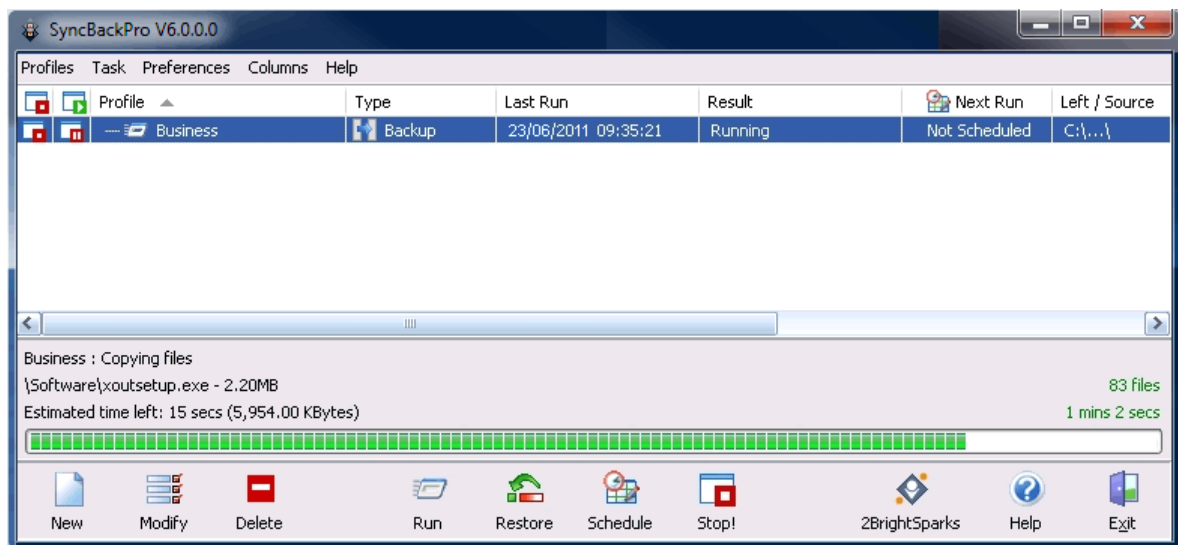 SyncBackPro V6.0.0.0
Profiles Task Preferences Columns Help
Profile Type Last Run Result Next Run Left / Source
Business Backup 23/06/2011 09:35:21 Running Not Scheduled C:\...\
Business : Copying files
\Software\xoutsetup.exe - 2.20MB 83 files
Estimated time left: 15 secs (5,954.00 KBytes) 1 mins 2 secs
New Modify Delete Run Restore Schedule Stop! 2BrightSparks Help Exit